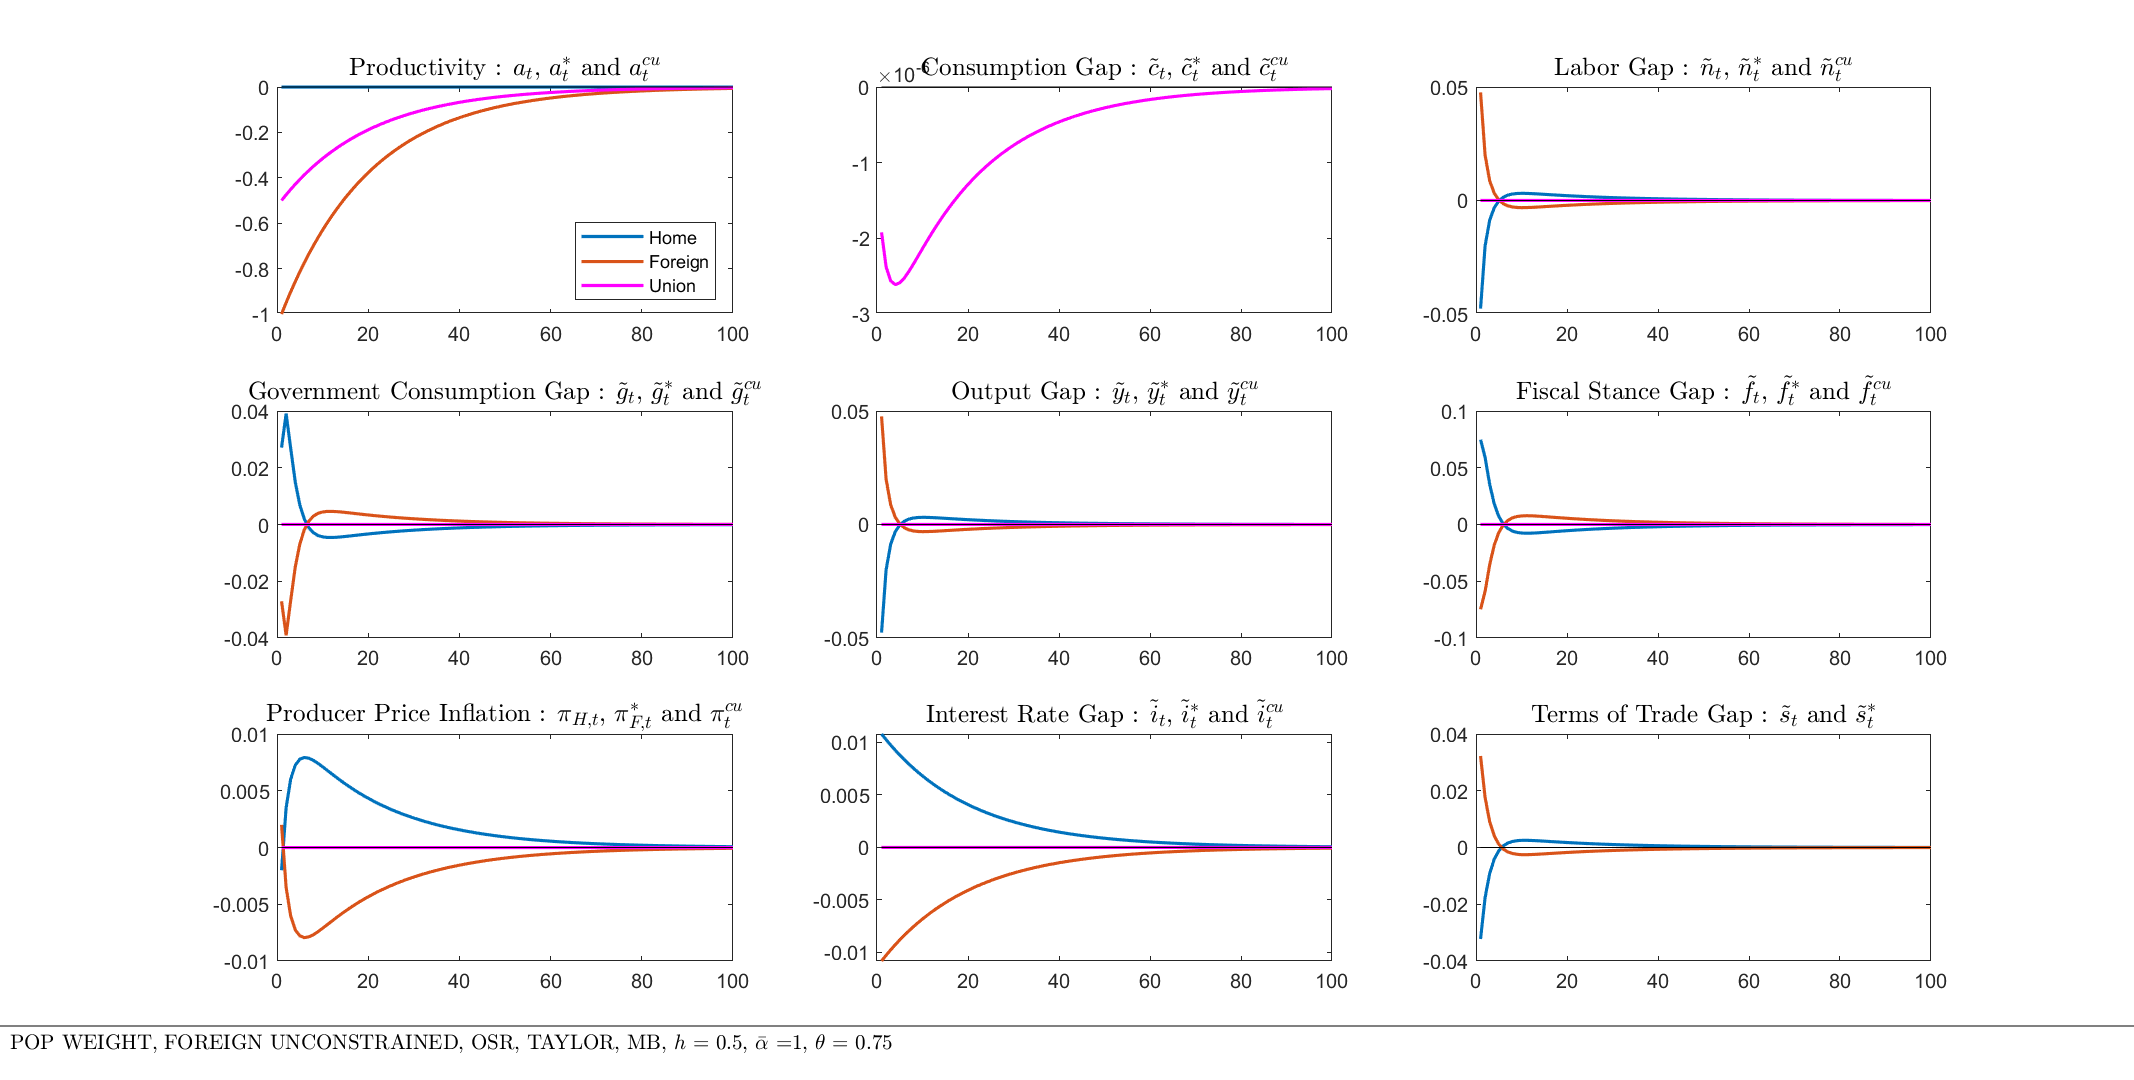 Productivity : a_t, a_t^* and a_t^{cu}
0
-0.2
-0.4
-0.6
-0.8
-1
0 20 40 60 80 100
Home
Foreign
Union
×10^{-6}
Consumption Gap : c̃_t, c̃_t^* and c̃_t^{cu}
0
-1
-2
-3
0 20 40 60 80 100
Labor Gap : ñ_t, ñ_t^* and ñ_t^{cu}
0.05
0
-0.05
0 20 40 60 80 100
Government Consumption Gap : g̃_t, g̃_t^* and g̃_t^{cu}
0.04
0.02
0
-0.02
-0.04
0 20 40 60 80 100
Output Gap : ỹ_t, ỹ_t^* and ỹ_t^{cu}
0.05
0
-0.05
0 20 40 60 80 100
Fiscal Stance Gap : f̃_t, f̃_t^* and f̃_t^{cu}
0.1
0.05
0
-0.05
-0.1
0 20 40 60 80 100
Producer Price Inflation : π_{H,t}, π_{F,t}^* and π_t^{cu}
0.01
0.005
0
-0.005
-0.01
0 20 40 60 80 100
Interest Rate Gap : ĩ_t, ĩ_t^* and ĩ_t^{cu}
0.01
0.005
0
-0.005
-0.01
0 20 40 60 80 100
Terms of Trade Gap : s̃_t and s̃_t^*
0.04
0.02
0
-0.02
-0.04
0 20 40 60 80 100
POP WEIGHT, FOREIGN UNCONSTRAINED, OSR, TAYLOR, MB, h = 0.5, ᾱ =1, θ = 0.75